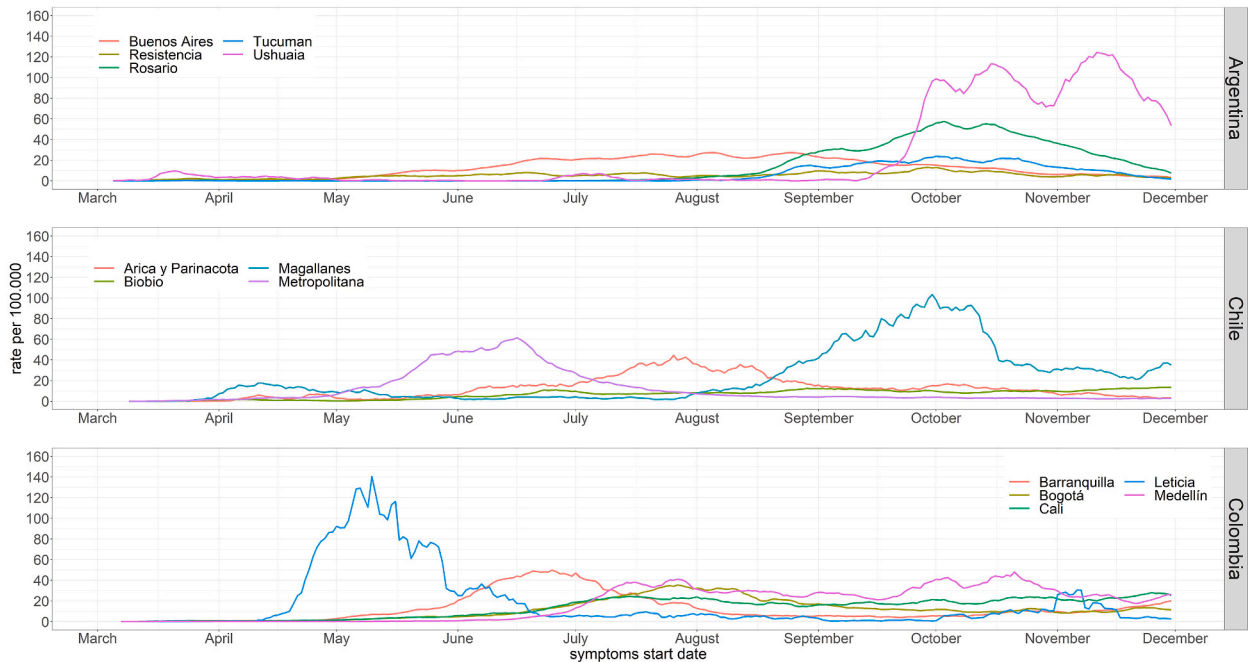 160
140
120
100
80
60
40
20
0
Buenos Aires
Tucuman
Resistencia
Ushuaia
Rosario
Argentina
March April May June July August September October November December
160
140
120
100
80
60
40
20
0
Arica y Parinacota
Magallanes
Biobio
Metropolitana
Chile
rate per 100.000
March April May June July August September October November December
160
140
120
100
80
60
40
20
0
Barranquilla
Leticia
Bogotá
Medellín
Cali
Colombia
March April May June July August September October November December
symptoms start date